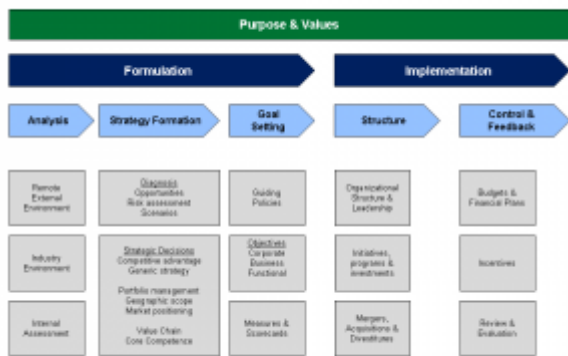 Purpose & Values
Formulation
Implementation
Analysis
Strategy Formation
Goal
Setting
Structure
Control &
Feedback
Remote
External
Environment
Diagnosis
Opportunities
Risk assessment
Scenarios
Guiding
Policies
Organizational
Structure &
Leadership
Budgets &
Financial Plans
Industry
Environment
Strategic Decisions
Competitive advantage
Generic strategy
Portfolio management
Geographic scope
Market positioning
Value Chain
Core Competence
Objectives
Corporate
Business
Functional
Initiatives,
programs &
investments
Incentives
Internal
Assessment
Measures &
Scorecards
Mergers,
Acquisitions &
Divestitures
Review &
Evaluation